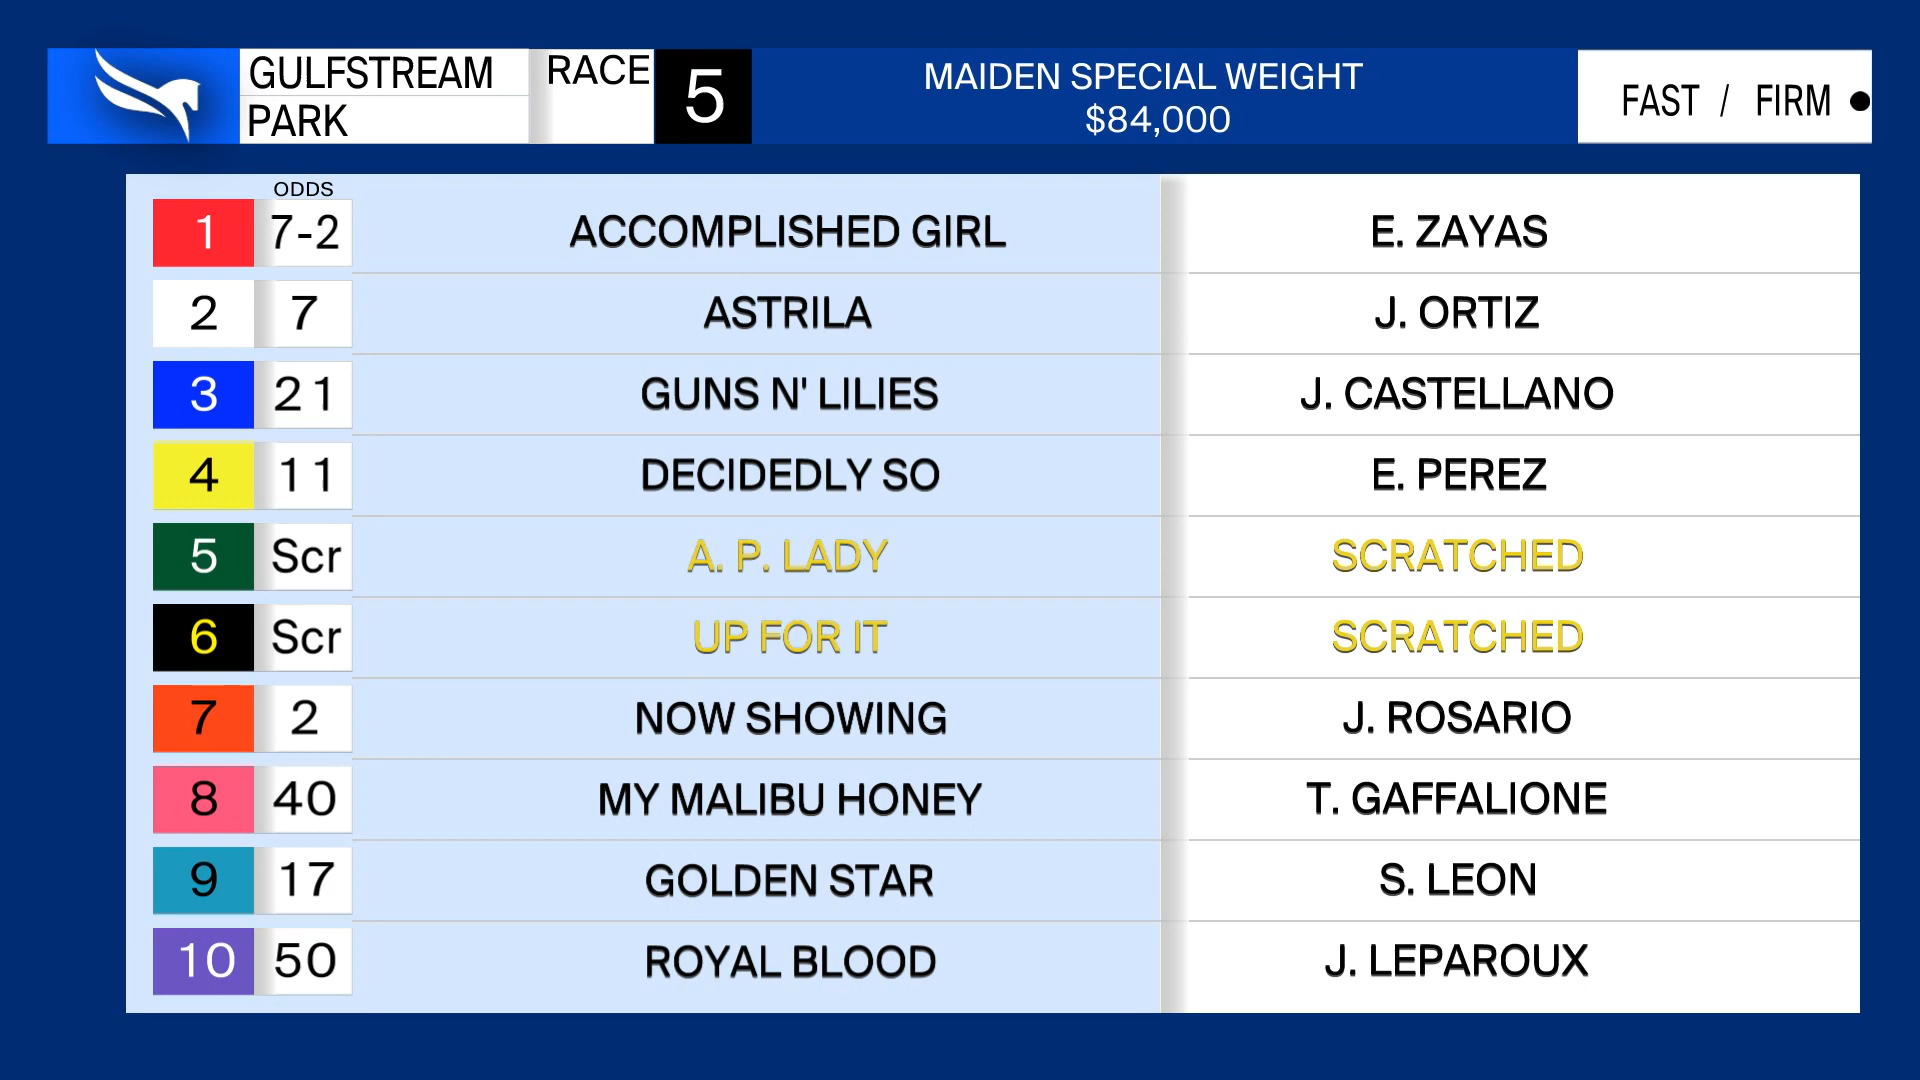 GULFSTREAM
PARK
RACE
5
MAIDEN SPECIAL WEIGHT
$84,000
FAST / FIRM
ODDS
1 7-2 ACCOMPLISHED GIRL E. ZAYAS
2 7 ASTRILA J. ORTIZ
3 21 GUNS N' LILIES J. CASTELLANO
4 11 DECIDEDLY SO E. PEREZ
5 Scr A. P. LADY SCRATCHED
6 Scr UP FOR IT SCRATCHED
7 2 NOW SHOWING J. ROSARIO
8 40 MY MALIBU HONEY T. GAFFALIONE
9 17 GOLDEN STAR S. LEON
10 50 ROYAL BLOOD J. LEPAROUX